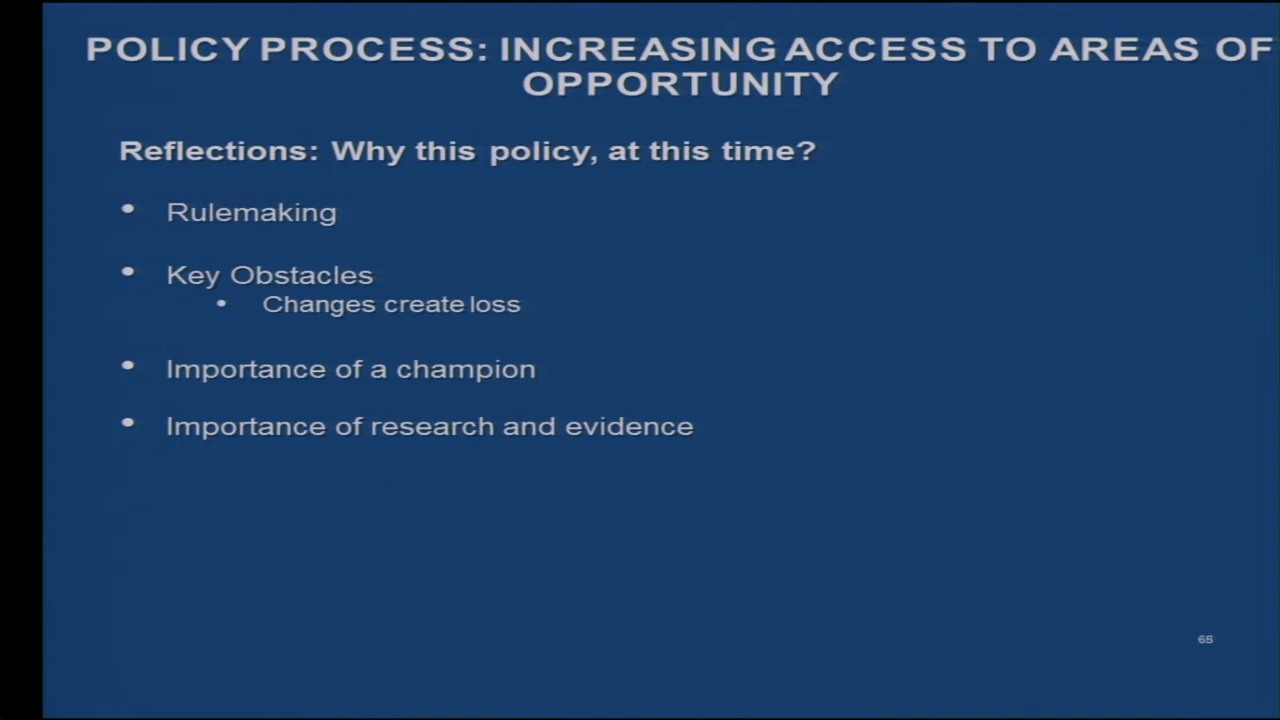 POLICY PROCESS: INCREASING ACCESS TO AREAS OF
OPPORTUNITY
Reflections: Why this policy, at this time?
• Rulemaking
• Key Obstacles
• Changes create loss
• Importance of a champion
• Importance of research and evidence
65